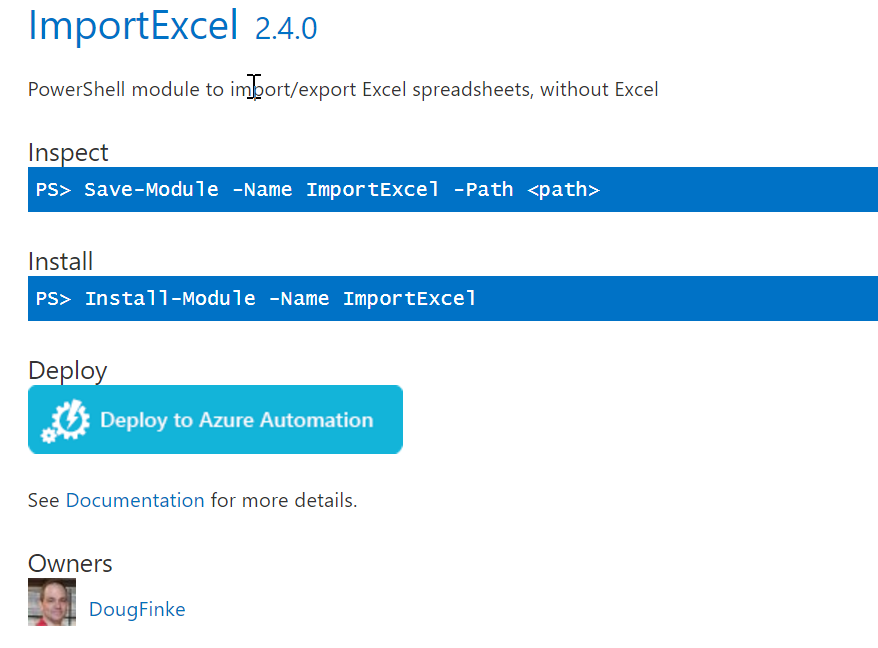 ImportExcel 2.4.0
PowerShell module to import/export Excel spreadsheets, without Excel
Inspect
PS> Save-Module -Name ImportExcel -Path <path>
Install
PS> Install-Module -Name ImportExcel
Deploy
Deploy to Azure Automation
See Documentation for more details.
Owners
DougFinke